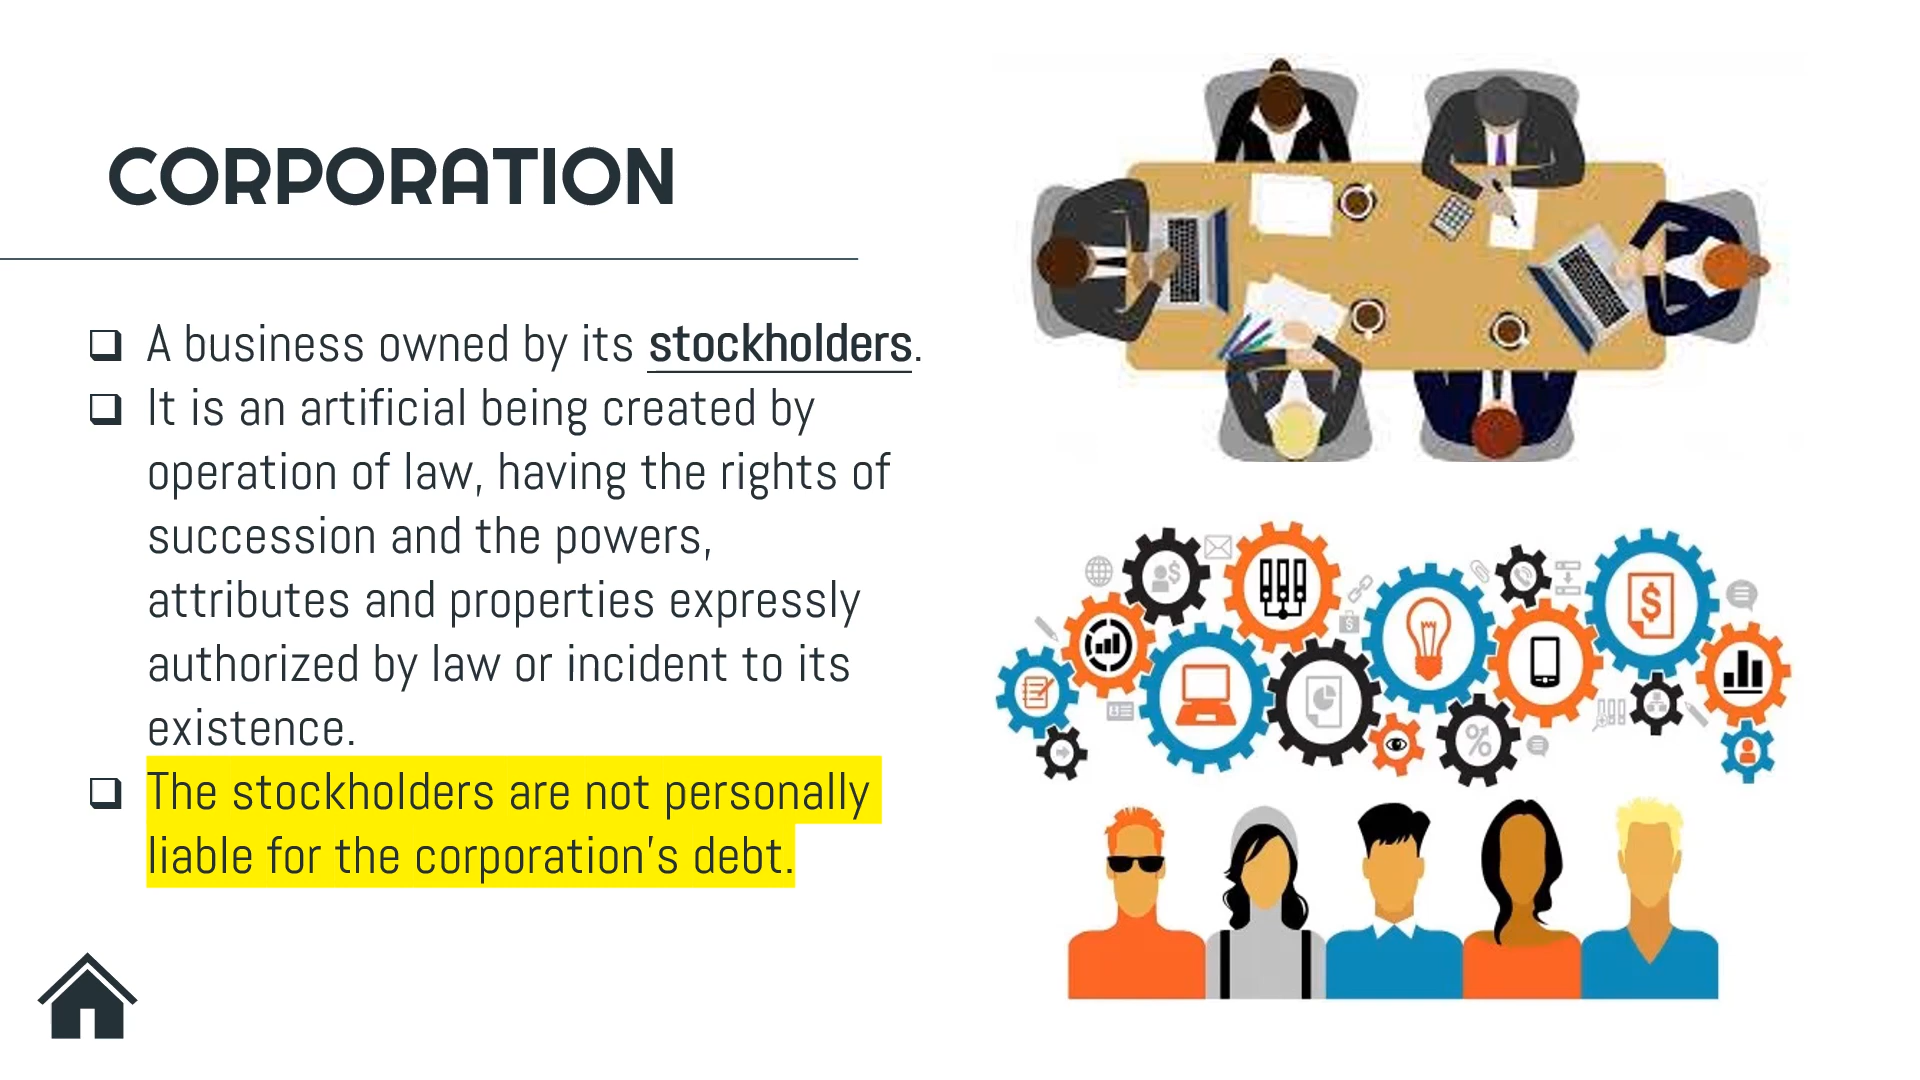 CORPORATION
❑ A business owned by its stockholders.
❑ It is an artificial being created by
operation of law, having the rights of
succession and the powers,
attributes and properties expressly
authorized by law or incident to its
existence.
❑ The stockholders are not personally
liable for the corporation’s debt.